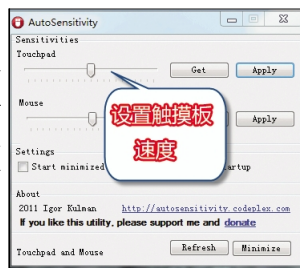 AutoSensitivity
Sensitivities
Touchpad
Get
Apply
Mouse
设置触摸板
速度
Apply
Settings
Start minimized
artup
About
2011 Igor Kulman
http://autosensitivity.codeplex.com
If you like this utility, please support me and donate
Touchpad and Mouse
Refresh
Minimize